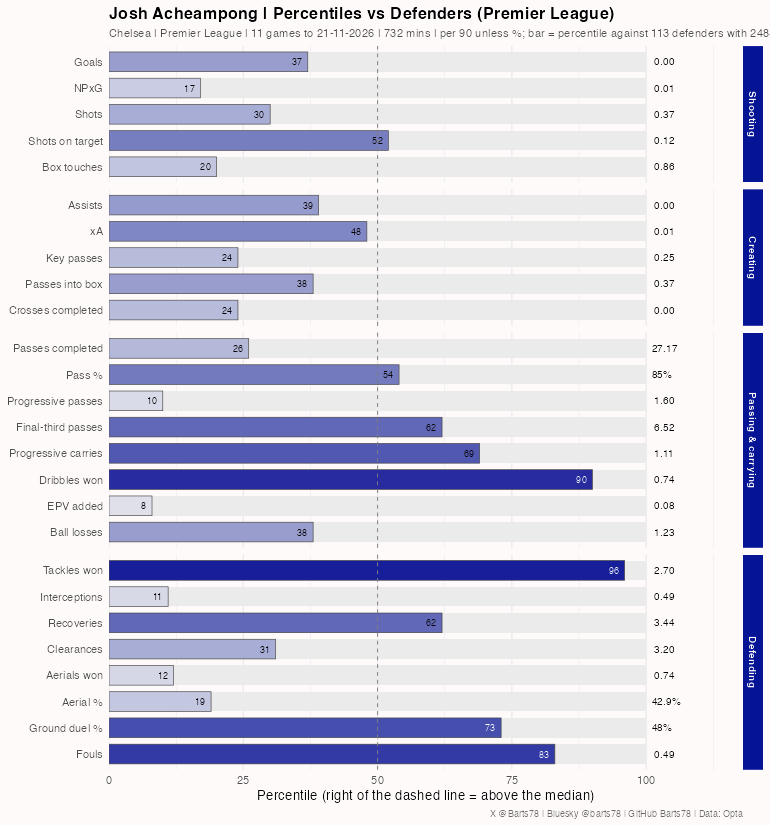 Josh Acheampong | Percentiles vs Defenders (Premier League)
Chelsea | Premier League | 11 games to 21-11-2026 | 732 mins | per 90 unless %; bar = percentile against 113 defenders with 248
Goals 37 0.00
NPxG 17 0.01
Shots 30 0.37
Shots on target 52 0.12
Box touches 20 0.86
Shooting
Assists 39 0.00
xA 48 0.01
Key passes 24 0.25
Passes into box 38 0.37
Crosses completed 24 0.00
Creating
Passes completed 26 27.17
Pass % 54 85%
Progressive passes 10 1.60
Final-third passes 62 6.52
Progressive carries 69 1.11
Dribbles won 90 0.74
EPV added 8 0.08
Ball losses 38 1.23
Passing & carrying
Tackles won 96 2.70
Interceptions 11 0.49
Recoveries 62 3.44
Clearances 31 3.20
Aerials won 12 0.74
Aerial % 19 42.9%
Ground duel % 73 48%
Fouls 83 0.49
Defending
0 25 50 75 100
Percentile (right of the dashed line = above the median)
X @Barts78 | Bluesky @barts78 | GitHub Barts78 | Data: Opta